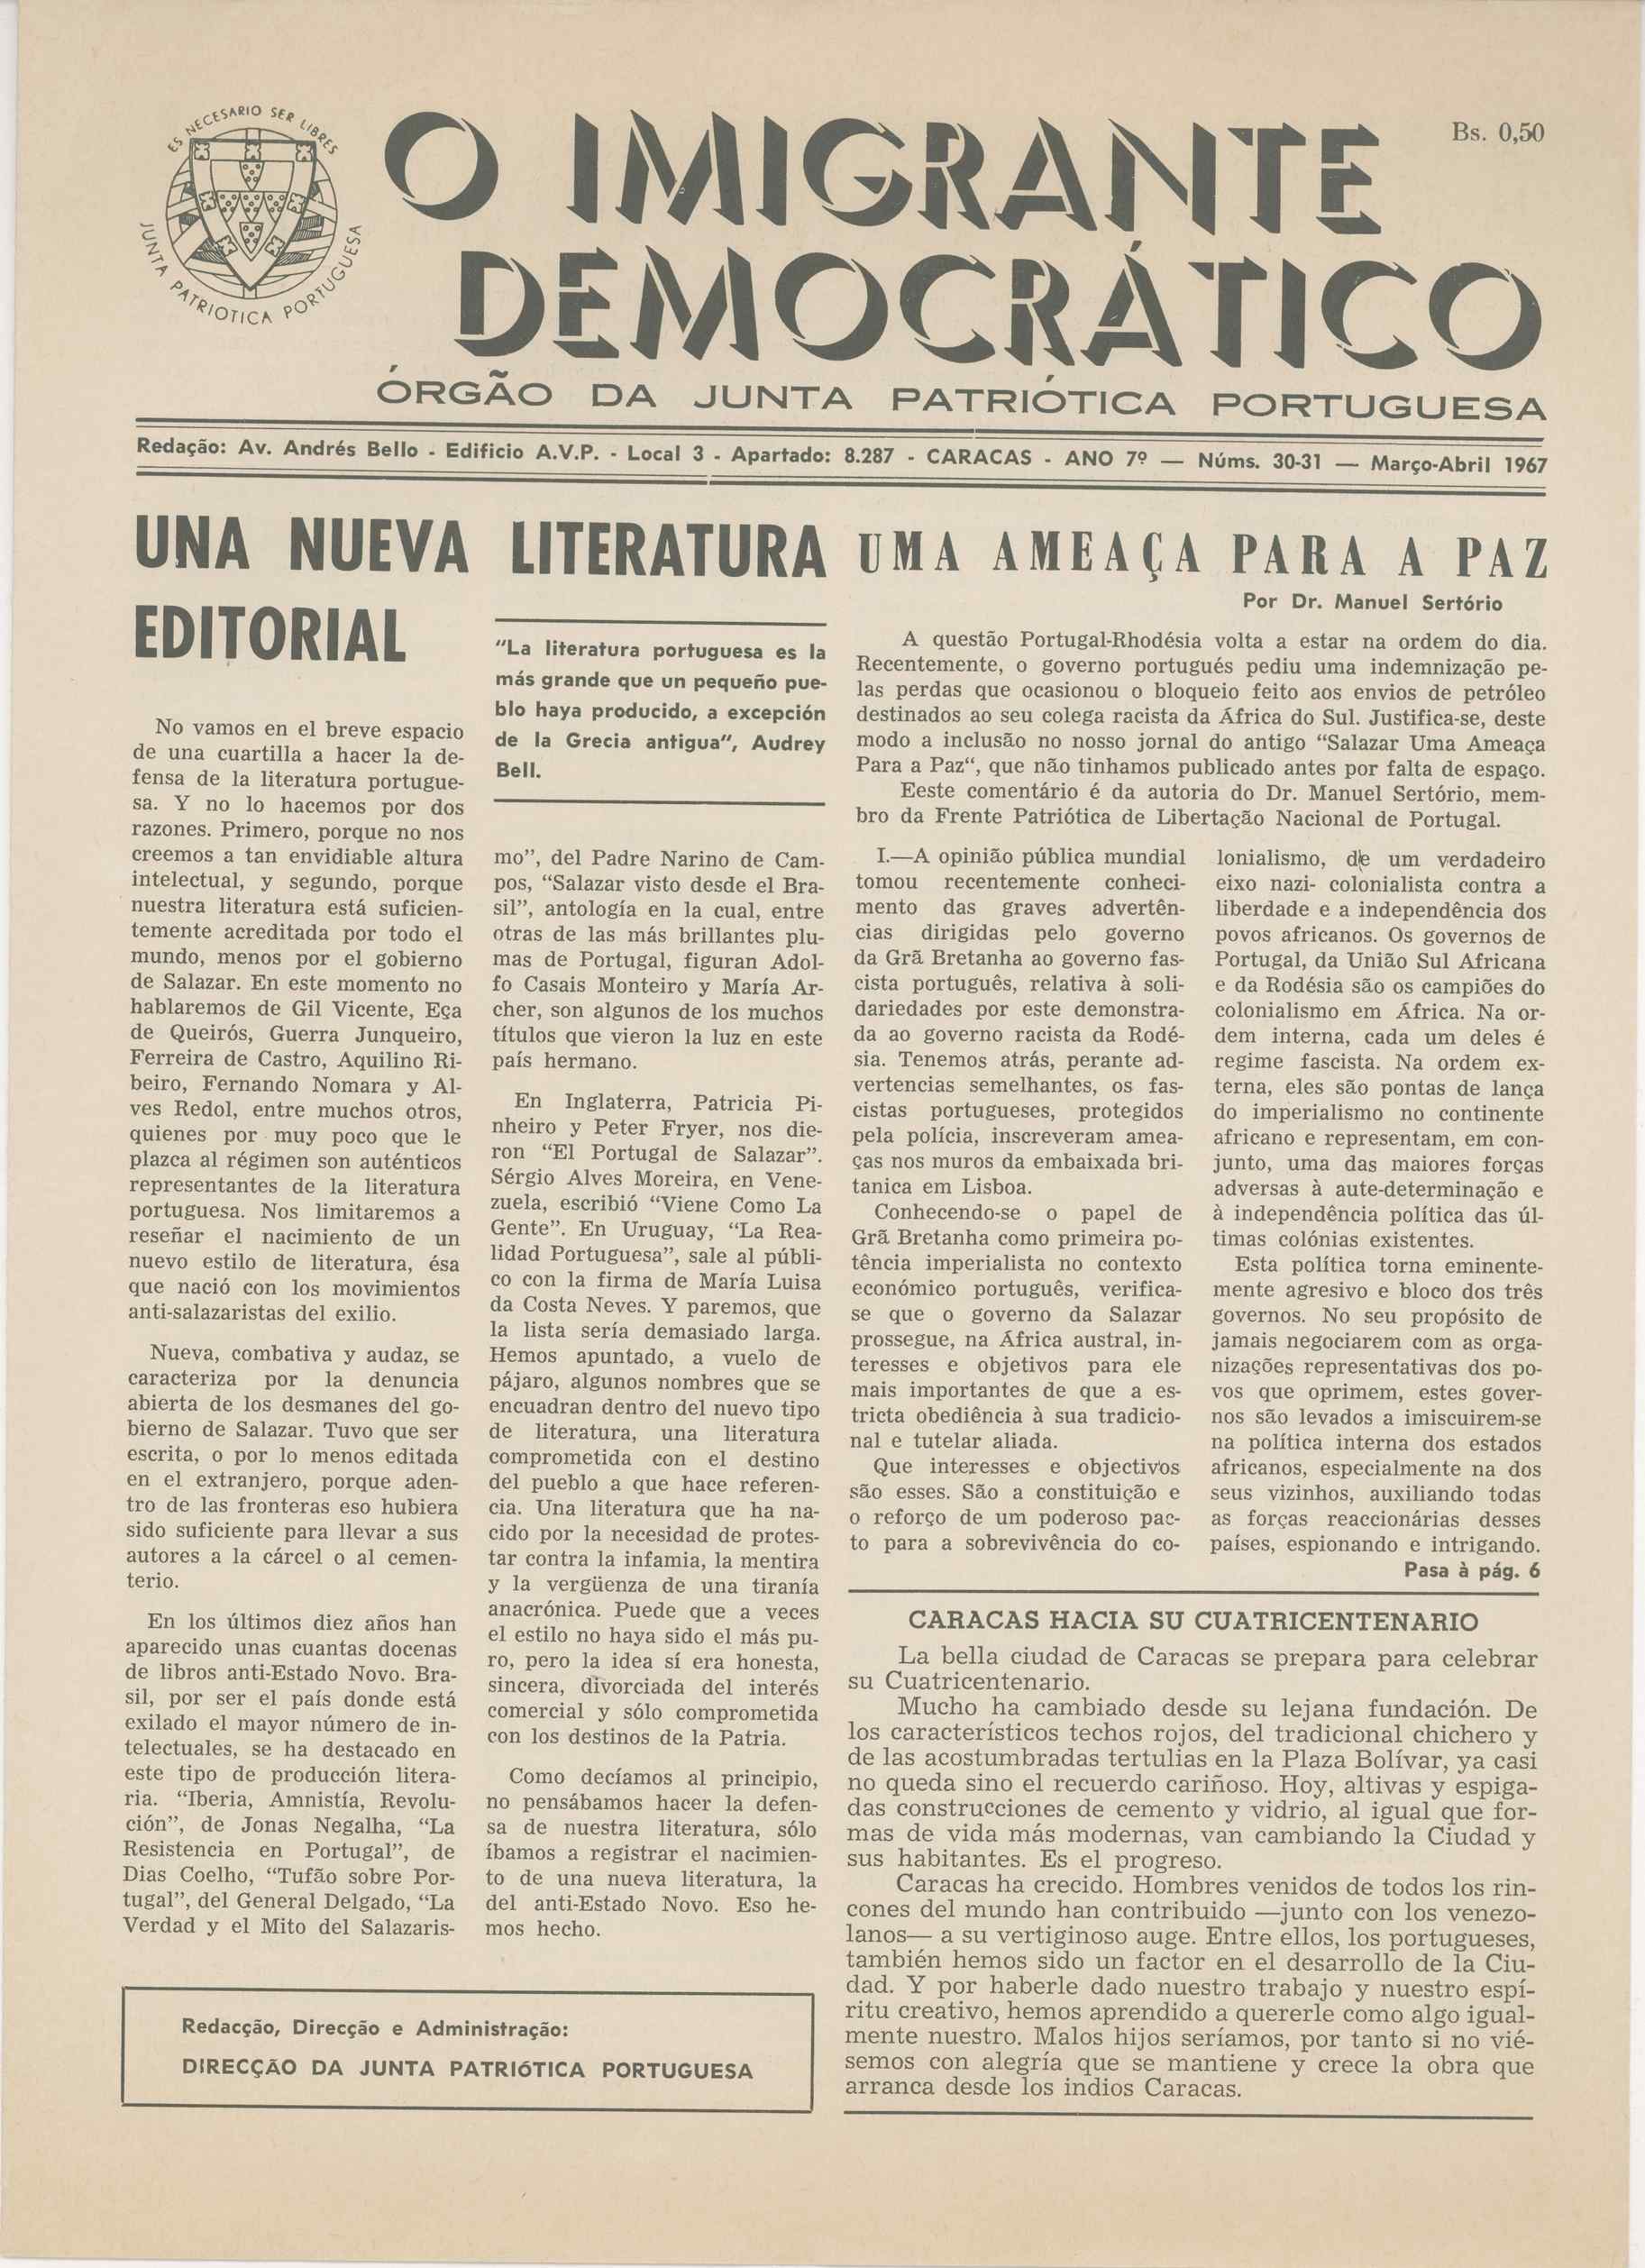 ES NECESARIO SER LIBRES
JUNTA PATRIOTICA PORTUGUESA
Bs. 0,50
O IMIGRANTE
DEMOCRÁTICO
ÓRGÃO DA JUNTA PATRIÓTICA PORTUGUESA
Redação: Av. Andrés Bello - Edificio A.V.P. - Local 3 - Apartado: 8.287 - CARACAS - ANO 7º — Núms. 30-31 — Março-Abril 1967
UNA NUEVA LITERATURA
EDITORIAL
"La literatura portuguesa es la
más grande que un pequeño pue-
blo haya producido, a excepción
de la Grecia antigua", Audrey
Bell.
No vamos en el breve espacio
de una cuartilla a hacer la de-
fensa de la literatura portugue-
sa. Y no lo hacemos por dos
razones. Primero, porque no nos
creemos a tan envidiable altura
intelectual, y segundo, porque
nuestra literatura está suficien-
temente acreditada por todo el
mundo, menos por el gobierno
de Salazar. En este momento no
hablaremos de Gil Vicente, Eça
de Queirós, Guerra Junqueiro,
Ferreira de Castro, Aquilino Ri-
beiro, Fernando Nomara y Al-
ves Redol, entre muchos otros,
quienes por muy poco que le
plazca al régimen son auténticos
representantes de la literatura
portuguesa. Nos limitaremos a
reseñar el nacimiento de un
nuevo estilo de literatura, ésa
que nació con los movimientos
anti-salazaristas del exilio.
Nueva, combativa y audaz, se
caracteriza por la denuncia
abierta de los desmanes del go-
bierno de Salazar. Tuvo que ser
escrita, o por lo menos editada
en el extranjero, porque aden-
tro de las fronteras eso hubiera
sido suficiente para llevar a sus
autores a la cárcel o al cemen-
terio.
En los últimos diez años han
aparecido unas cuantas docenas
de libros anti-Estado Novo. Bra-
sil, por ser el país donde está
exilado el mayor número de in-
telectuales, se ha destacado en
este tipo de producción litera-
ria. "Iberia, Amnistía, Revolu-
ción", de Jonas Negalha, "La
Resistencia en Portugal", de
Dias Coelho, "Tufão sobre Por-
tugal", del General Delgado, "La
Verdad y el Mito del Salazaris-
mo", del Padre Narino de Cam-
pos, "Salazar visto desde el Bra-
sil", antología en la cual, entre
otras de las más brillantes plu-
mas de Portugal, figuran Adol-
fo Casais Monteiro y María Ar-
cher, son algunos de los muchos
títulos que vieron la luz en este
país hermano.
En Inglaterra, Patricia Pi-
nheiro y Peter Fryer, nos die-
ron "El Portugal de Salazar".
Sérgio Alves Moreira, en Vene-
zuela, escribió "Viene Como La
Gente". En Uruguay, "La Rea-
lidad Portuguesa", sale al públi-
co con la firma de María Luisa
da Costa Neves. Y paremos, que
la lista sería demasiado larga.
Hemos apuntado, a vuelo de
pájaro, algunos nombres que se
encuadran dentro del nuevo tipo
de literatura, una literatura
comprometida con el destino
del pueblo a que hace referen-
cia. Una literatura que ha na-
cido por la necesidad de protes-
tar contra la infamia, la mentira
y la vergüenza de una tiranía
anacrónica. Puede que a veces
el estilo no haya sido el más pu-
ro, pero la idea sí era honesta,
sincera, divorciada del interés
comercial y sólo comprometida
con los destinos de la Patria.
Como decíamos al principio,
no pensábamos hacer la defen-
sa de nuestra literatura, sólo
íbamos a registrar el nacimien-
to de una nueva literatura, la
del anti-Estado Novo. Eso he-
mos hecho.
Redacção, Direcção e Administração:
DIRECÇÃO DA JUNTA PATRIÓTICA PORTUGUESA
UMA AMEAÇA PARA A PAZ
Por Dr. Manuel Sertório
A questão Portugal-Rhodésia volta a estar na ordem do dia.
Recentemente, o governo portugués pediu uma indemnização pe-
las perdas que ocasionou o bloqueio feito aos envios de petróleo
destinados ao seu colega racista da África do Sul. Justifica-se, deste
modo a inclusão no nosso jornal do antigo "Salazar Uma Ameaça
Para a Paz", que não tinhamos publicado antes por falta de espaço.
Eeste comentário é da autoria do Dr. Manuel Sertório, mem-
bro da Frente Patriótica de Libertação Nacional de Portugal.
I.—A opinião pública mundial
tomou recentemente conheci-
mento das graves advertên-
cias dirigidas pelo governo
da Grã Bretanha ao governo fas-
cista português, relativa à soli-
dariedades por este demonstra-
da ao governo racista da Rodé-
sia. Tenemos atrás, perante ad-
vertencias semelhantes, os fas-
cistas portugueses, protegidos
pela polícia, inscreveram amea-
ças nos muros da embaixada bri-
tanica em Lisboa.
Conhecendo-se o papel de
Grã Bretanha como primeira po-
tência imperialista no contexto
económico português, verifica-
se que o governo da Salazar
prossegue, na África austral, in-
teresses e objetivos para ele
mais importantes de que a es-
tricta obediência à sua tradicio-
nal e tutelar aliada.
Que interesses e objectivos
são esses. São a constituição e
o reforço de um poderoso pac-
to para a sobrevivência do co-
lonialismo, de um verdadeiro
eixo nazi- colonialista contra a
liberdade e a independência dos
povos africanos. Os governos de
Portugal, da União Sul Africana
e da Rodésia são os campiões do
colonialismo em África. Na or-
dem interna, cada um deles é
regime fascista. Na ordem ex-
terna, eles são pontas de lança
do imperialismo no continente
africano e representam, em con-
junto, uma das maiores forças
adversas à aute-determinação e
à independência política das úl-
timas colónias existentes.
Esta política torna eminente-
mente agresivo e bloco dos três
governos. No seu propósito de
jamais negociarem com as orga-
nizações representativas dos po-
vos que oprimem, estes gover-
nos são levados a imiscuirem-se
na política interna dos estados
africanos, especialmente na dos
seus vizinhos, auxiliando todas
as forças reaccionárias desses
países, espionando e intrigando.
Pasa à pág. 6
CARACAS HACIA SU CUATRICENTENARIO
La bella ciudad de Caracas se prepara para celebrar
su Cuatricentenario.
Mucho ha cambiado desde su lejana fundación. De
los característicos techos rojos, del tradicional chichero y
de las acostumbradas tertulias en la Plaza Bolívar, ya casi
no queda sino el recuerdo cariñoso. Hoy, altivas y espiga-
das construcciones de cemento y vidrio, al igual que for-
mas de vida más modernas, van cambiando la Ciudad y
sus habitantes. Es el progreso.
Caracas ha crecido. Hombres venidos de todos los rin-
cones del mundo han contribuido —junto con los venezo-
lanos— a su vertiginoso auge. Entre ellos, los portugueses,
también hemos sido un factor en el desarrollo de la Ciu-
dad. Y por haberle dado nuestro trabajo y nuestro espí-
ritu creativo, hemos aprendido a quererle como algo igual-
mente nuestro. Malos hijos seríamos, por tanto si no vié-
semos con alegría que se mantiene y crece la obra que
arranca desde los indios Caracas.